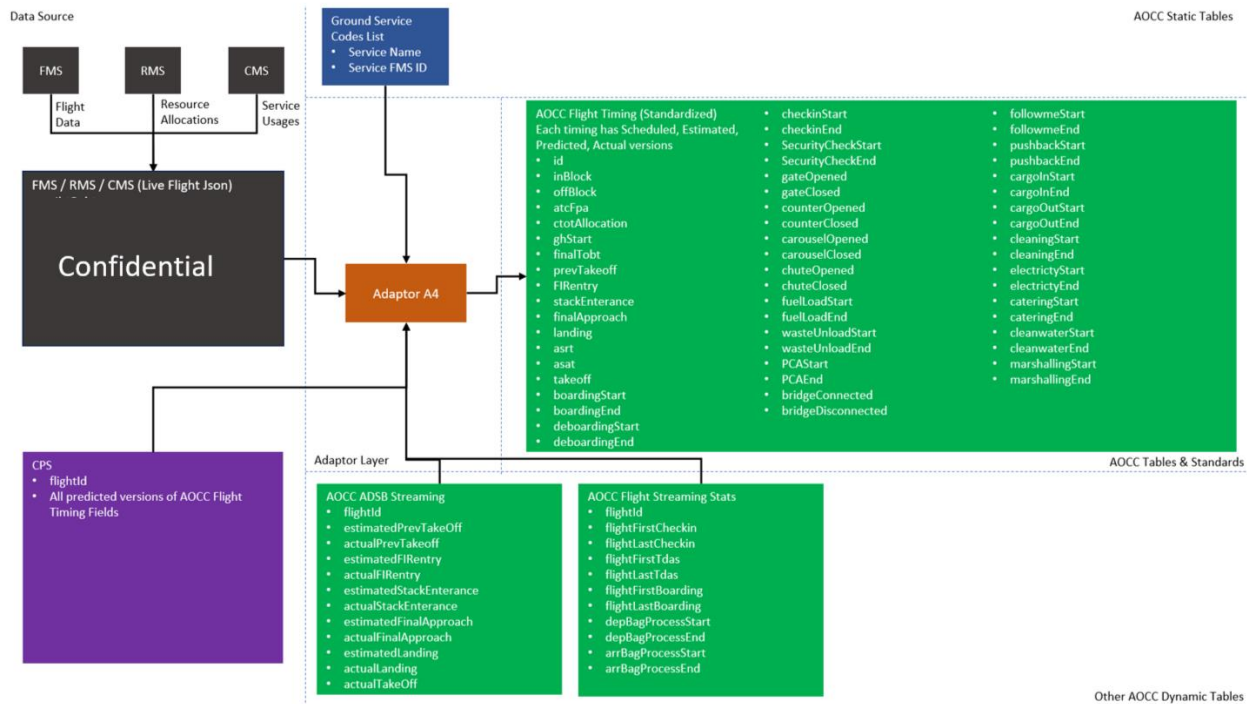 Data Source
AOCC Static Tables
FMS
RMS
CMS
Flight
Data
Resource
Allocations
Service
Usages
Ground Service
Codes List
• Service Name
• Service FMS ID
FMS / RMS / CMS (Live Flight Json)
Confidential
Adaptor A4
AOCC Flight Timing (Standardized)
Each timing has Scheduled, Estimated,
Predicted, Actual versions
• id
• inBlock
• offBlock
• atcFpa
• ctotAllocation
• ghStart
• finalTobt
• prevTakeoff
• FIRentry
• stackEnterance
• finalApproach
• landing
• asrt
• asat
• takeoff
• boardingStart
• boardingEnd
• deboardingStart
• deboardingEnd
• checkinStart
• checkinEnd
• SecurityCheckStart
• SecurityCheckEnd
• gateOpened
• gateClosed
• counterOpened
• counterClosed
• carouselOpened
• carouselClosed
• chuteOpened
• chuteClosed
• fuelLoadStart
• fuelLoadEnd
• wasteUnloadStart
• wasteUnloadEnd
• PCAStart
• PCAEnd
• bridgeConnected
• bridgeDisconnected
• followmeStart
• followmeEnd
• pushbackStart
• pushbackEnd
• cargoInStart
• cargoInEnd
• cargoOutStart
• cargoOutEnd
• cleaningStart
• cleaningEnd
• electrictyStart
• electrictyEnd
• cateringStart
• cateringEnd
• cleanwaterStart
• cleanwaterEnd
• marshallingStart
• marshallingEnd
Adaptor Layer
AOCC Tables & Standards
CPS
• flightId
• All predicted versions of AOCC Flight
Timing Fields
AOCC ADSB Streaming
• flightId
• estimatedPrevTakeOff
• actualPrevTakeoff
• estimatedFIRentry
• actualFIRentry
• estimatedStackEnterance
• actualStackEnterance
• estimatedFinalApproach
• actualFinalApproach
• estimatedLanding
• actualLanding
• actualTakeOff
AOCC Flight Streaming Stats
• flightId
• flightFirstCheckin
• flightLastCheckin
• flightFirstTdas
• flightLastTdas
• flightFirstBoarding
• flightLastBoarding
• depBagProcessStart
• depBagProcessEnd
• arrBagProcessStart
• arrBagProcessEnd
Other AOCC Dynamic Tables